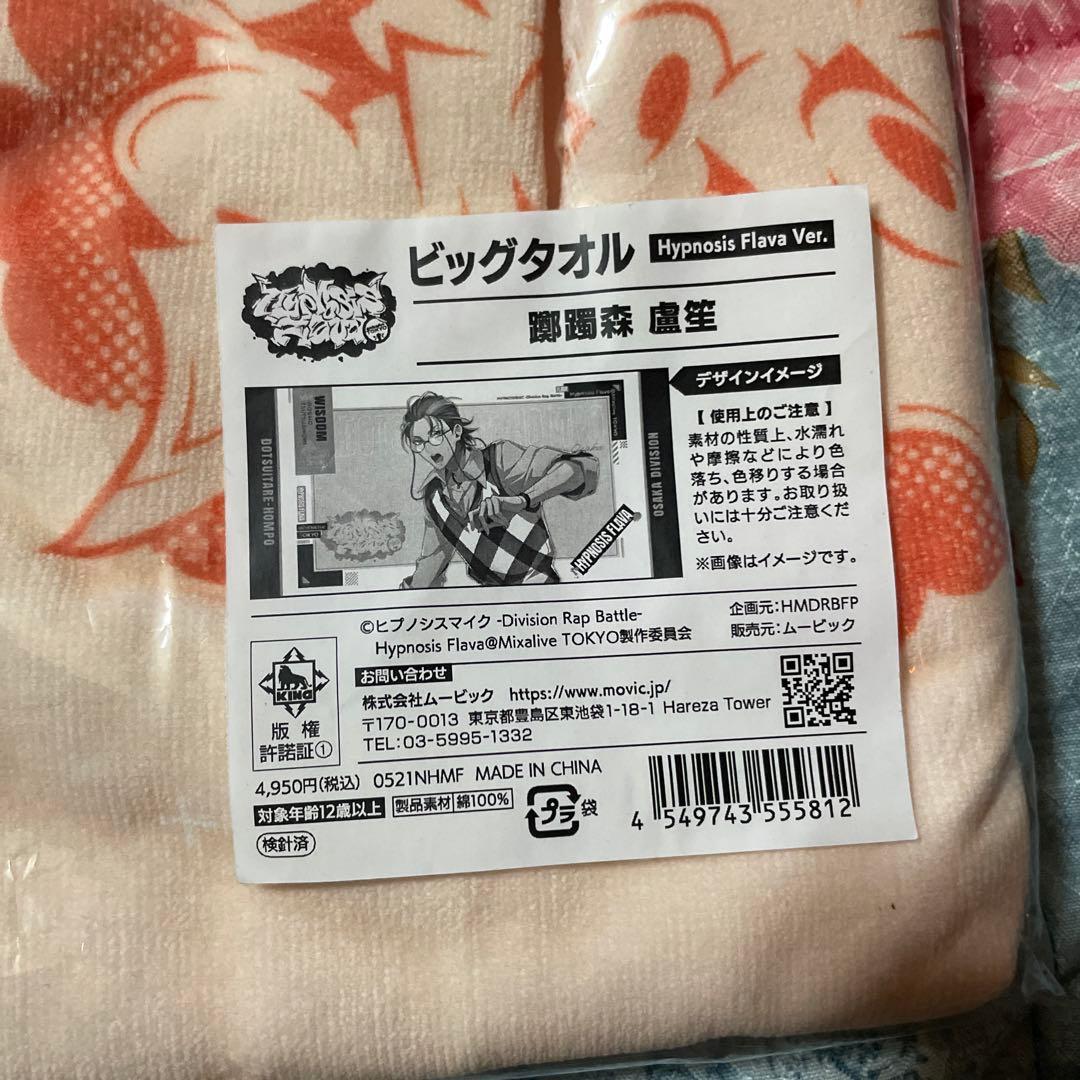 ビッグタオル
Hypnosis Flava Ver.
躑躅森 盧笙
デザインイメージ
【 使用上のご注意 】
素材の性質上、水濡れ
や摩擦などにより色
落ち、色移りする場合
があります。お取り扱
いには十分ご注意くだ
さい。
※画像はイメージです。
WISDOM
DOTSUITARE-HOMPO
OSAKA DIVISION
HYPNOSIS FLAVA
©ヒプノシスマイク -Division Rap Battle-
Hypnosis Flava@Mixalive TOKYO製作委員会
企画元:HMDRBFP
販売元:ムービック
KING
版 権
許諾証①
お問い合わせ
株式会社ムービック https://www.movic.jp/
〒170-0013 東京都豊島区東池袋1-18-1 Hareza Tower
TEL:03-5995-1332
4,950円(税込) 0521NHMF MADE IN CHINA
対象年齢12歳以上 製品素材 綿100%
検針済
プラ 袋
4 549743 555812